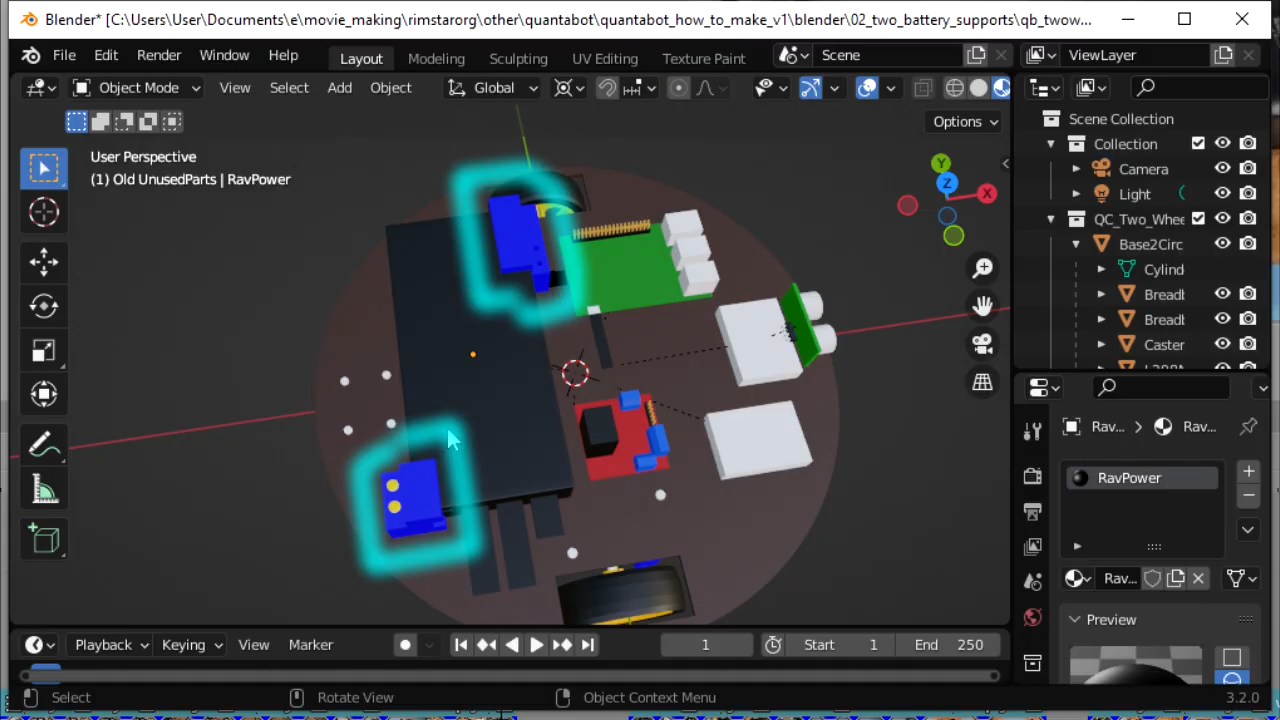 Blender* [C:\Users\User\Documents\e\movie_making\rimstarorg\other\quantabot\quantabot_how_to_make_v1\blender\02_two_battery_supports\qb_twow...
File Edit Render Window Help Layout Modeling Sculpting UV Editing Texture Paint Scene ViewLayer
Object Mode View Select Add Object Global
Options
User Perspective
(1) Old UnusedParts | RavPower
Y
Z
X
Scene Collection
Collection
Camera
Light
QC_Two_Whee
Base2Circ
Cylind
Breadb
Breadb
Caster
L298N
Rav... > Rav...
RavPower
Rav...
Preview
Playback Keying View Marker 1 Start 1 End 250
Select Rotate View Object Context Menu 3.2.0